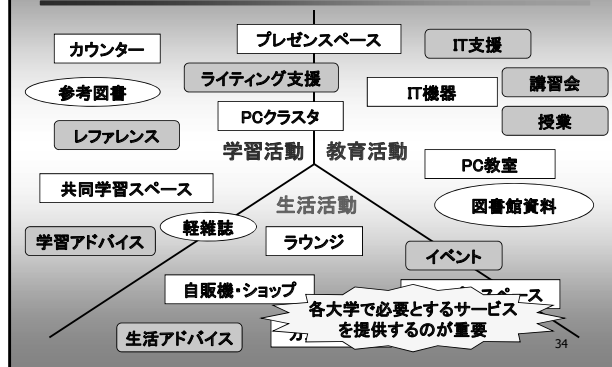 プレゼンスペース
カウンター
IT支援
ライティング支援
参考図書
IT機器
講習会
PCクラスタ
授業
レファレンス
学習活動
教育活動
PC教室
共同学習スペース
生活活動
図書館資料
軽雑誌
学習アドバイス
ラウンジ
イベント
自販機・ショップ
ース
各大学で必要とするサービス
を提供するのが重要
生活アドバイス
34